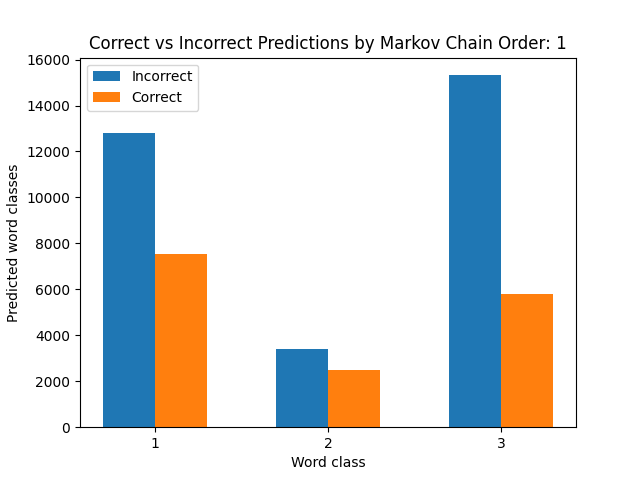 Correct vs Incorrect Predictions by Markov Chain Order: 1
Incorrect
Correct
Predicted word classes
16000
14000
12000
10000
8000
6000
4000
2000
0
1 2 3
Word class